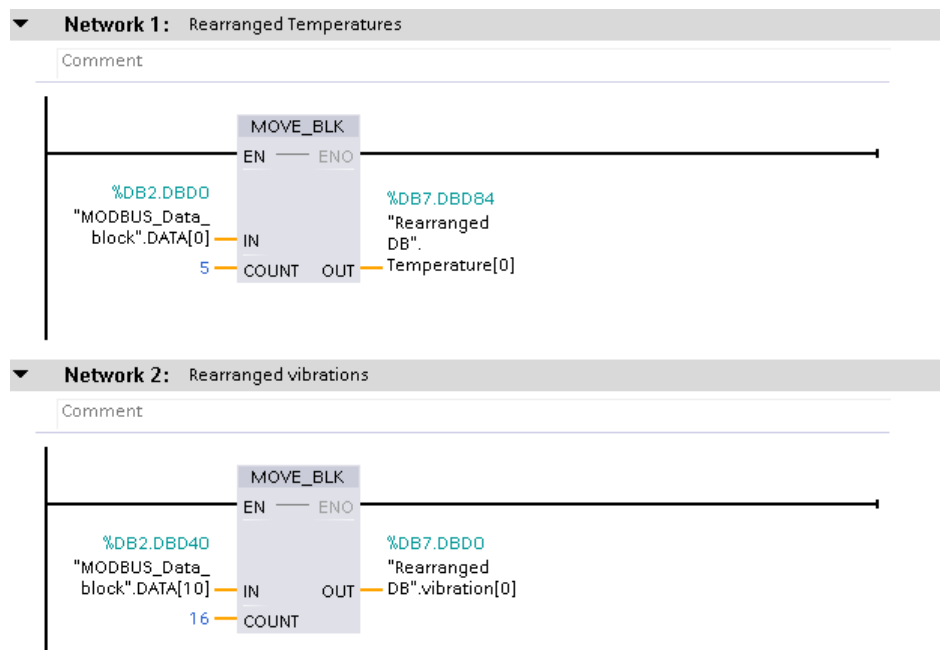 Network 1: Rearranged Temperatures
Comment
MOVE_BLK
EN ENO
%DB2.DBD0
"MODBUS_Data_
block".DATA[0]
IN
5
COUNT
OUT
%DB7.DBD84
"Rearranged
DB".
Temperature[0]
Network 2: Rearranged vibrations
Comment
MOVE_BLK
EN ENO
%DB2.DBD40
"MODBUS_Data_
block".DATA[10]
IN
16
COUNT
OUT
%DB7.DBD0
"Rearranged
DB".vibration[0]